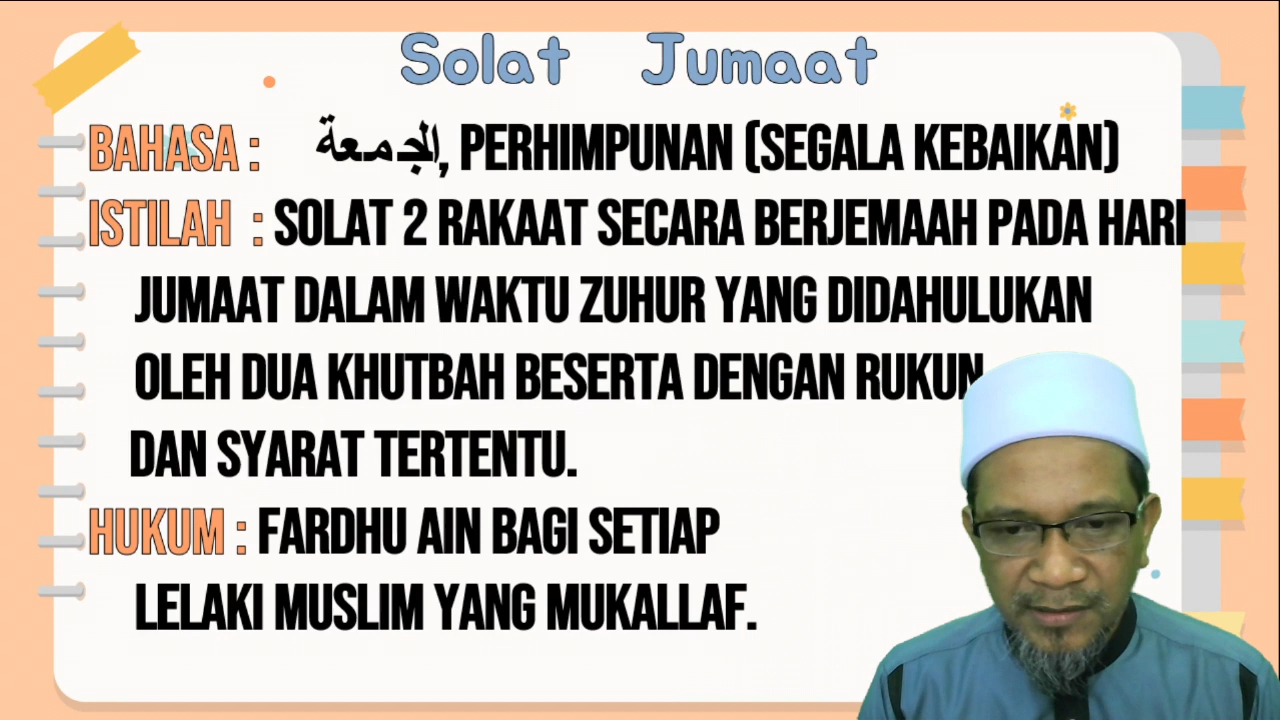 Solat Jumaat
BAHASA : الجمعة, PERHIMPUNAN (SEGALA KEBAIKAN)
ISTILAH : SOLAT 2 RAKAAT SECARA BERJEMAAH PADA HARI
JUMAAT DALAM WAKTU ZUHUR YANG DIDAHULUKAN
OLEH DUA KHUTBAH BESERTA DENGAN RUKUN
DAN SYARAT TERTENTU.
HUKUM : FARDHU AIN BAGI SETIAP
LELAKI MUSLIM YANG MUKALLAF.